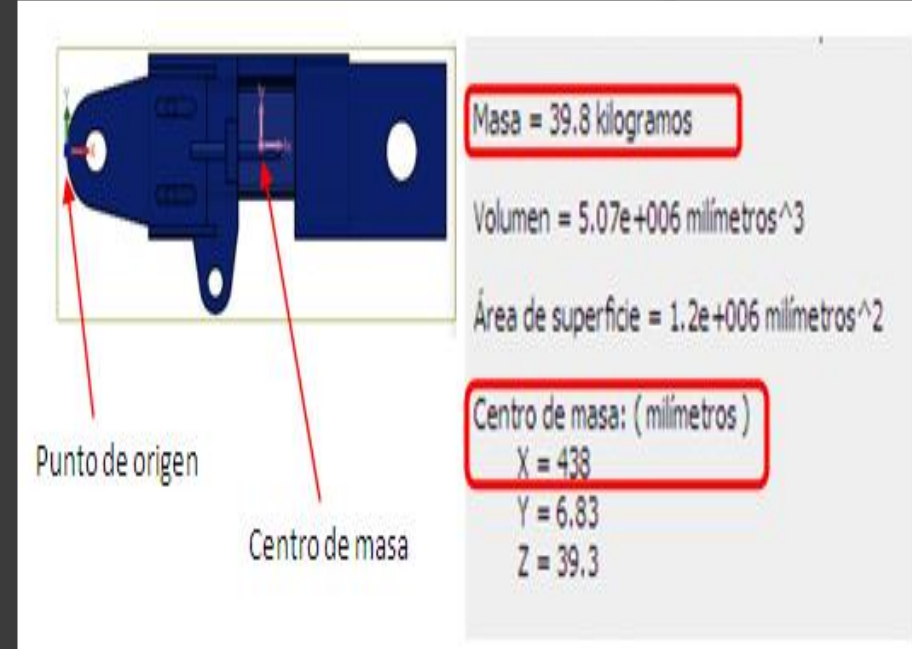 Masa = 39.8 kilogramos
Volumen = 5.07e+006 milímetros^3
Área de superficie = 1.2e+006 milímetros^2
Centro de masa: ( milímetros )
X = 438
Y = 6.83
Z = 39.3
Punto de origen
Centro de masa